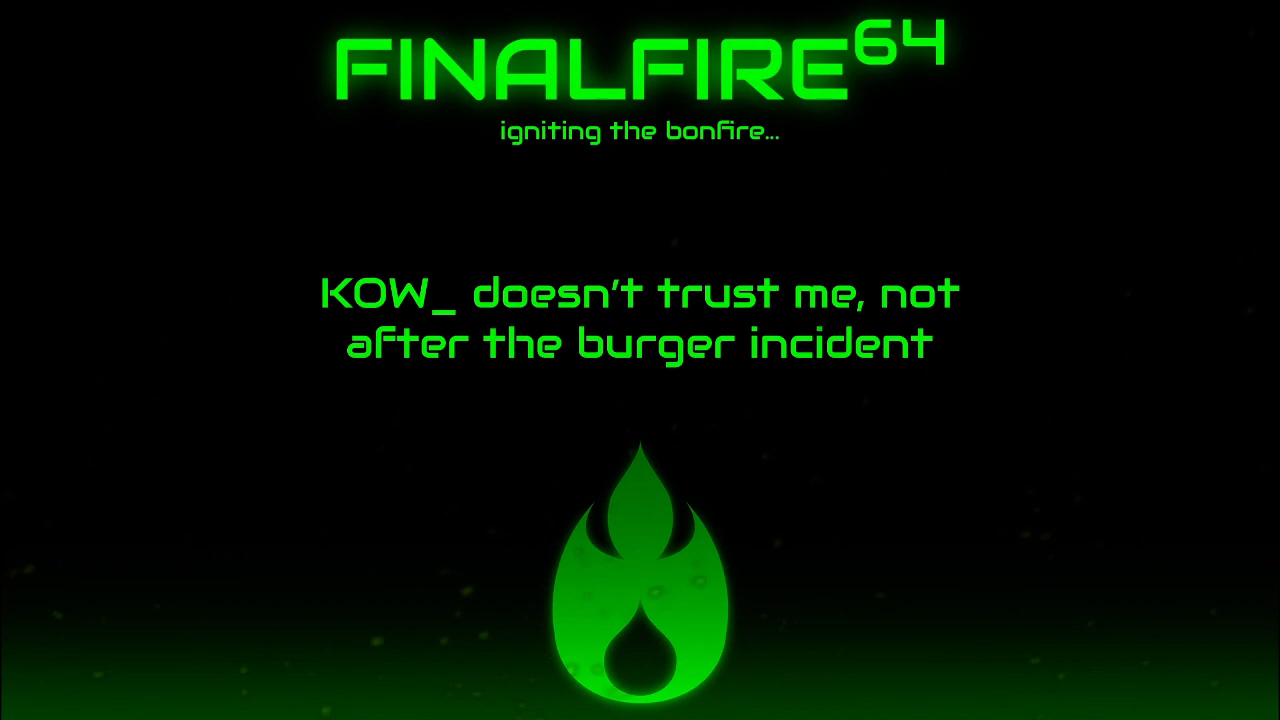 FINALFIRE64
igniting the bonfire...
KOW_ doesn't trust me, not
after the burger incident